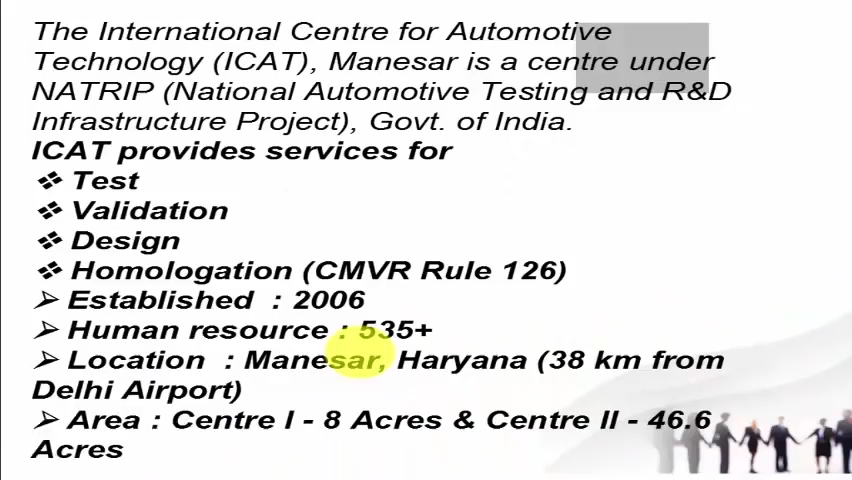 The International Centre for Automotive
Technology (ICAT), Manesar is a centre under
NATRIP (National Automotive Testing and R&D
Infrastructure Project), Govt. of India.
ICAT provides services for
❖ Test
❖ Validation
❖ Design
❖ Homologation (CMVR Rule 126)
➢ Established : 2006
➢ Human resource : 535+
➢ Location : Manesar, Haryana (38 km from
Delhi Airport)
➢ Area : Centre I - 8 Acres & Centre II - 46.6
Acres